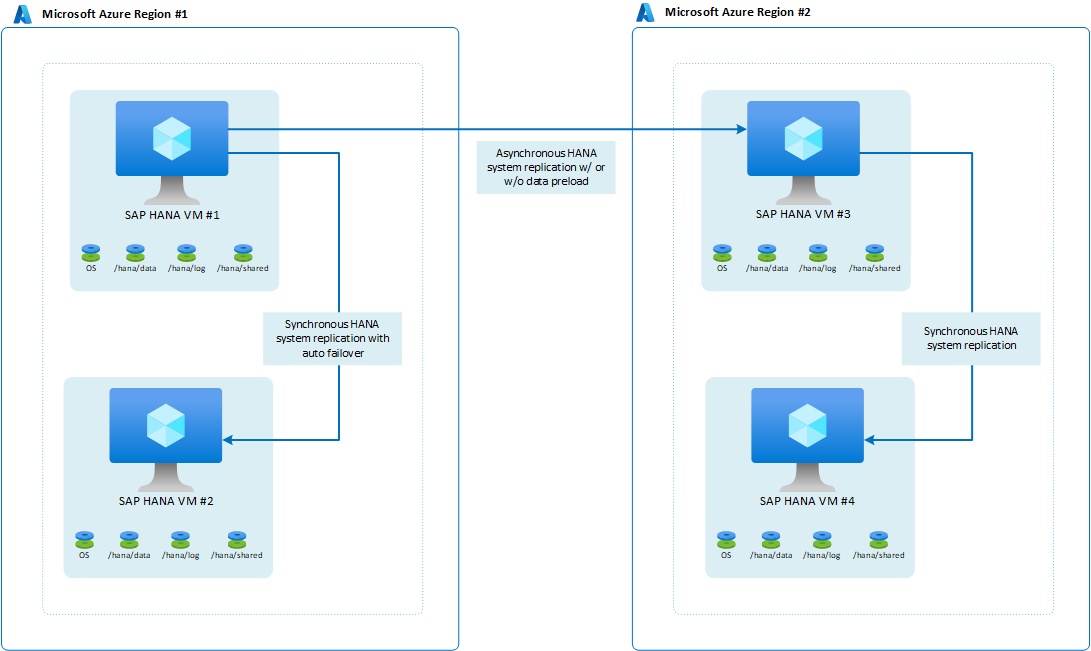 Microsoft Azure Region #1
Microsoft Azure Region #2
SAP HANA VM #1
OS
/hana/data
/hana/log
/hana/shared
Asynchronous HANA
system replication w/ or
w/o data preload
SAP HANA VM #3
OS
/hana/data
/hana/log
/hana/shared
Synchronous HANA
system replication with
auto failover
Synchronous HANA
system replication
SAP HANA VM #2
OS
/hana/data
/hana/log
/hana/shared
SAP HANA VM #4
OS
/hana/data
/hana/log
/hana/shared